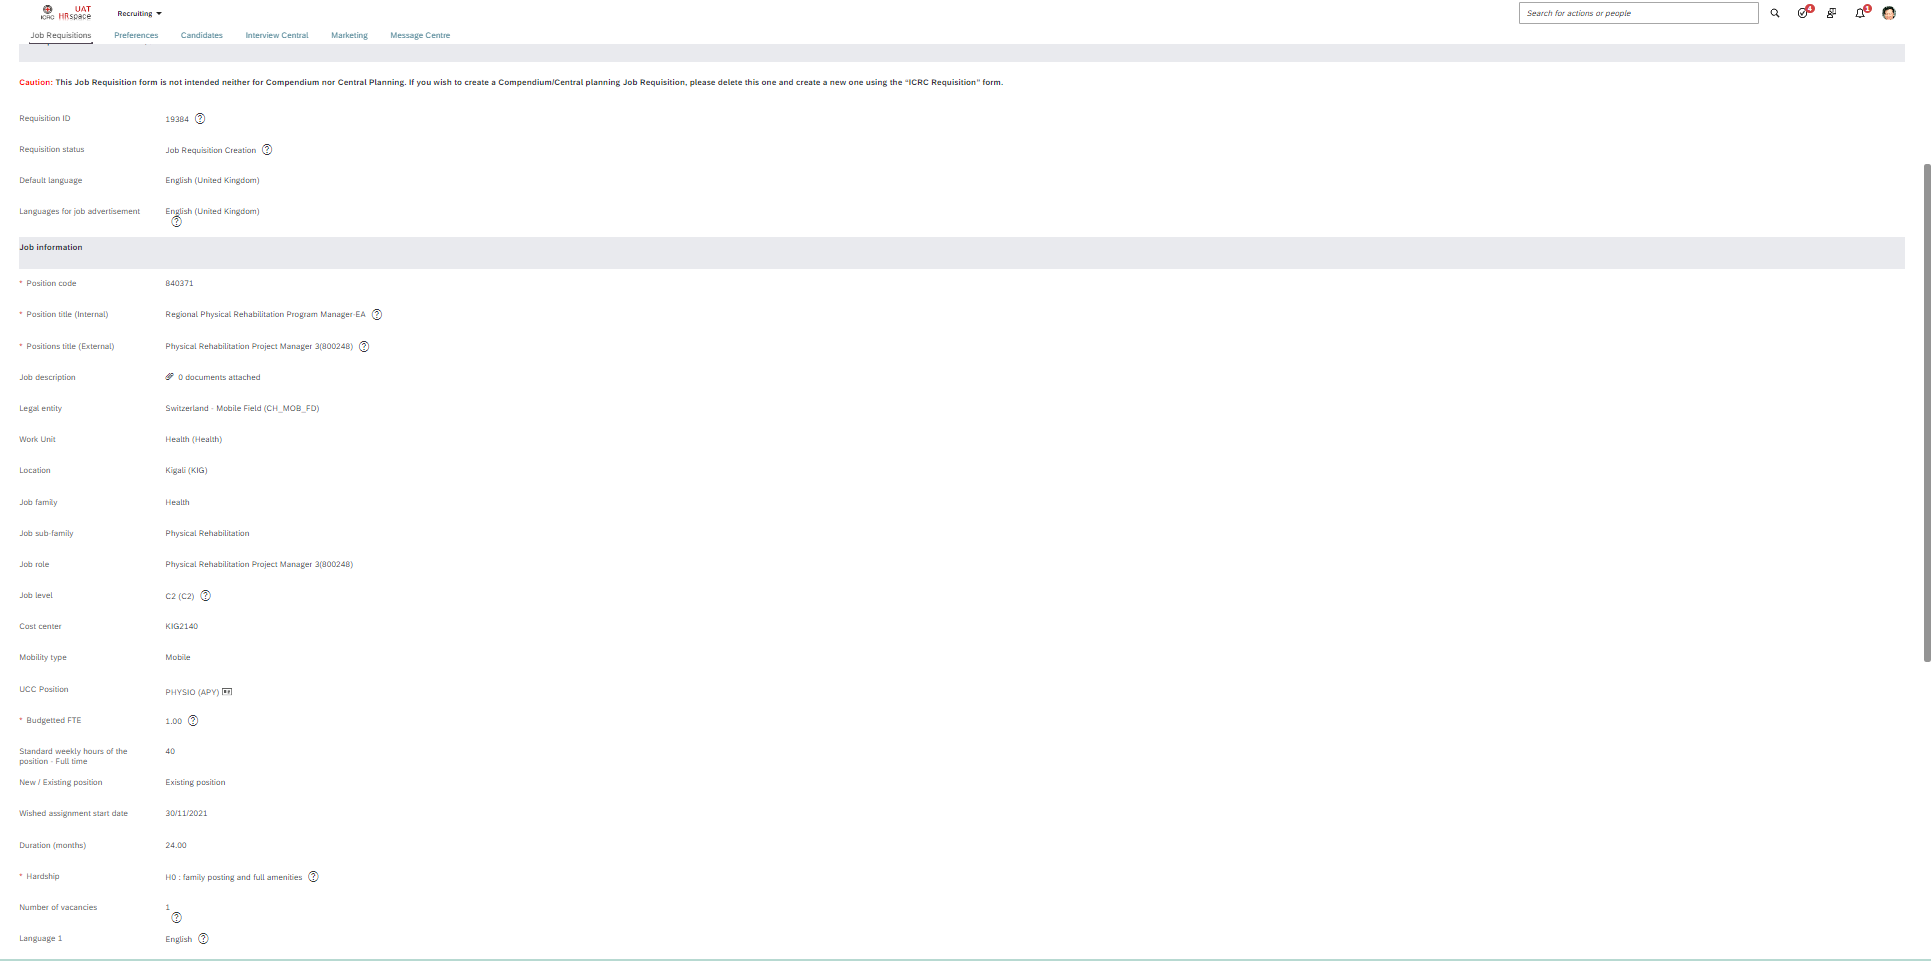 ICRC UAT HRspace Recruiting Search for actions or people 4 1
Job Requisitions Preferences Candidates Interview Central Marketing Message Centre
Caution: This Job Requisition form is not intended neither for Compendium nor Central Planning. If you wish to create a Compendium/Central planning Job Requisition, please delete this one and create a new one using the “ICRC Requisition” form.
Requisition ID 19384 ?
Requisition status Job Requisition Creation ?
Default language English (United Kingdom)
Languages for job advertisement English (United Kingdom)
?
Job information
* Position code 840371
* Position title (Internal) Regional Physical Rehabilitation Program Manager-EA ?
* Positions title (External) Physical Rehabilitation Project Manager 3(800248) ?
Job description 0 documents attached
Legal entity Switzerland - Mobile Field (CH_MOB_FD)
Work Unit Health (Health)
Location Kigali (KIG)
Job family Health
Job sub-family Physical Rehabilitation
Job role Physical Rehabilitation Project Manager 3(800248)
Job level C2 (C2) ?
Cost center KIG2140
Mobility type Mobile
UCC Position PHYSIO (APY)
* Budgetted FTE 1.00 ?
Standard weekly hours of the 40
position - Full time
New / Existing position Existing position
Wished assignment start date 30/11/2021
Duration (months) 24.00
* Hardship H0 : family posting and full amenities ?
Number of vacancies 1
?
Language 1 English ?